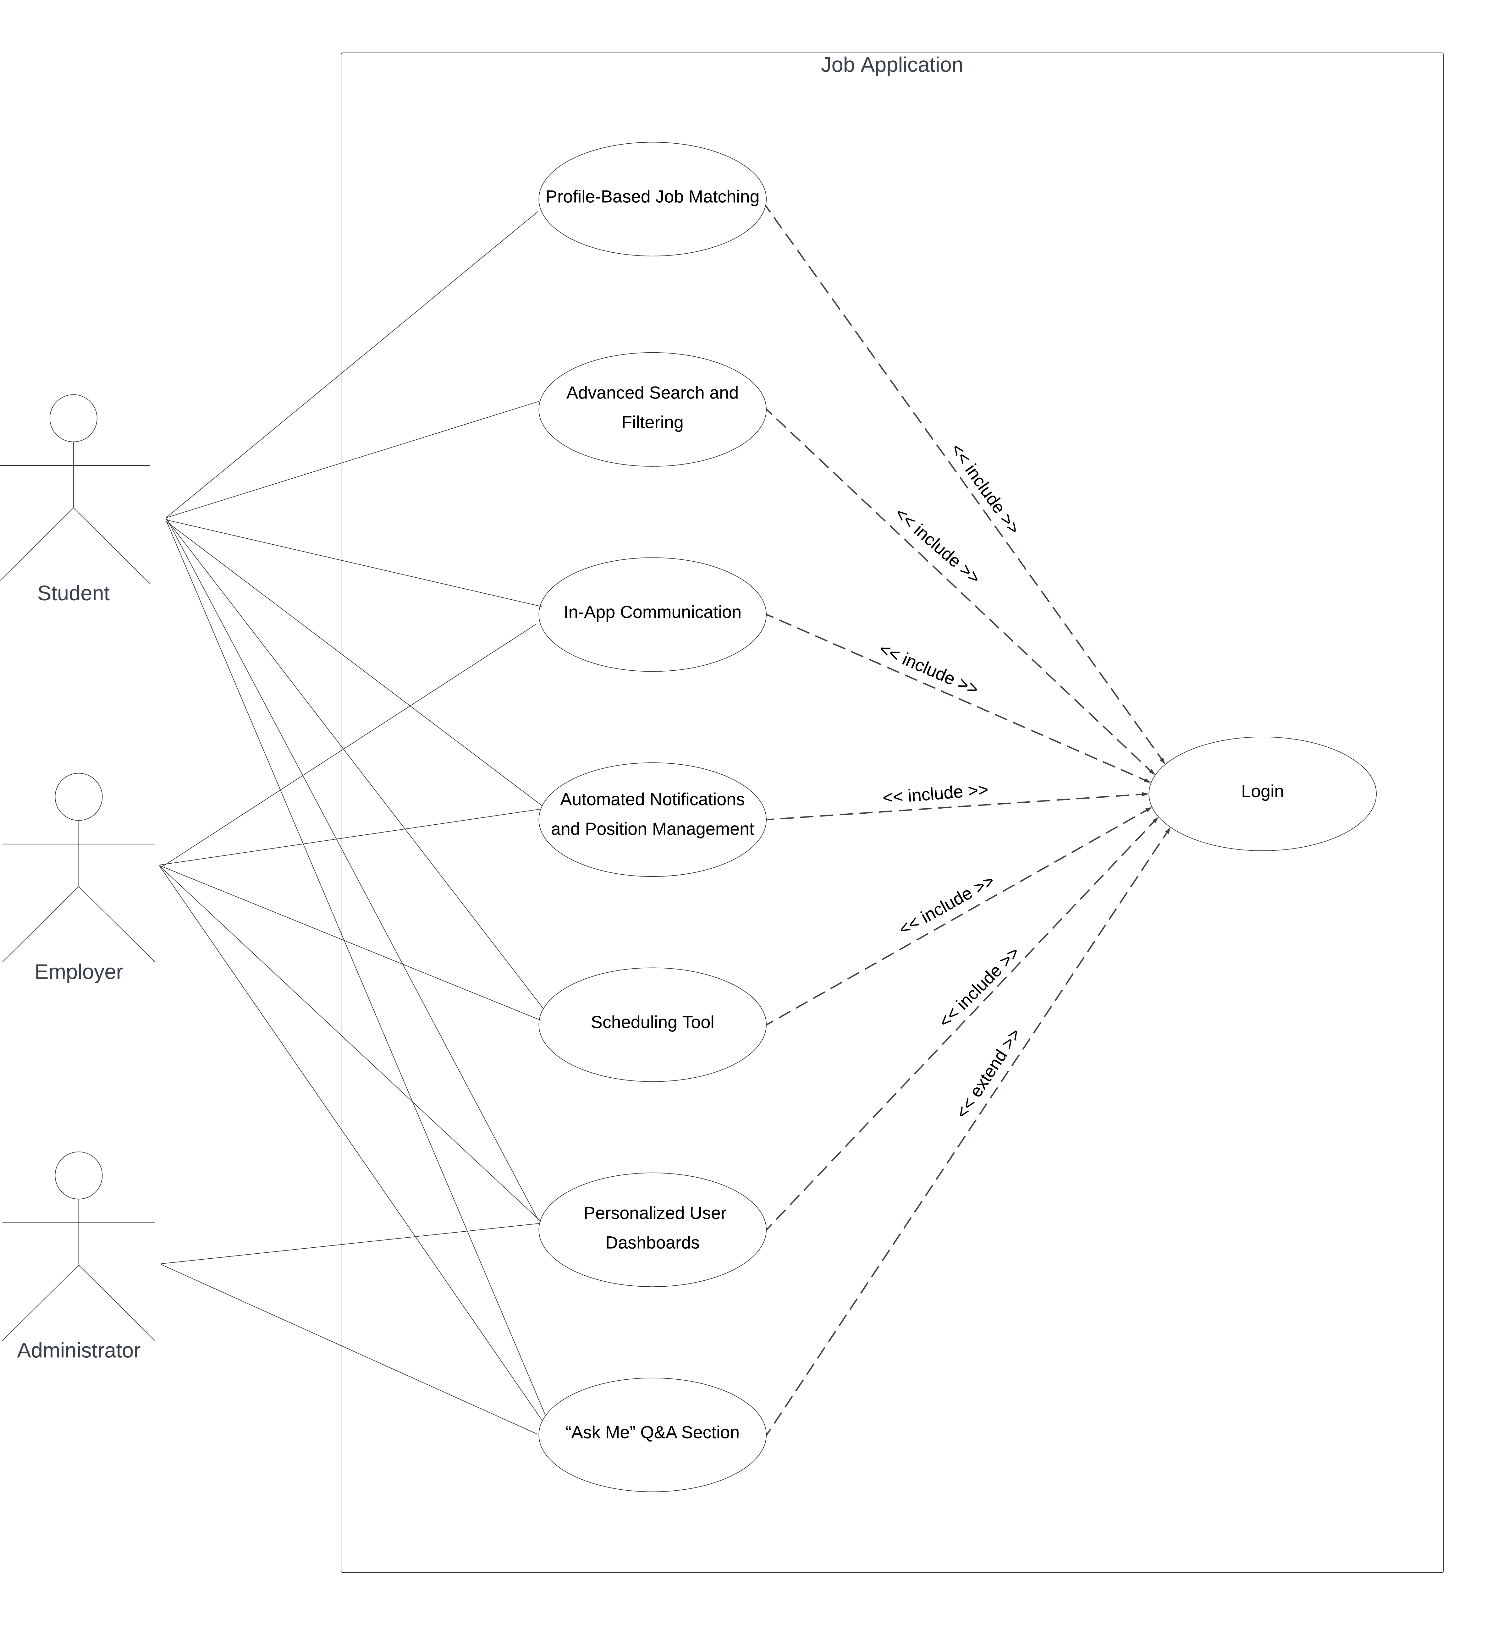 Job Application
Profile-Based Job Matching
Advanced Search and
Filtering
<< include >>
<< include >>
Student
In-App Communication
<< include >>
Automated Notifications
and Position Management
<< include >>
Login
<< include >>
Employer
<< include >>
Scheduling Tool
<< extend >>
Personalized User
Dashboards
Administrator
“Ask Me” Q&A Section